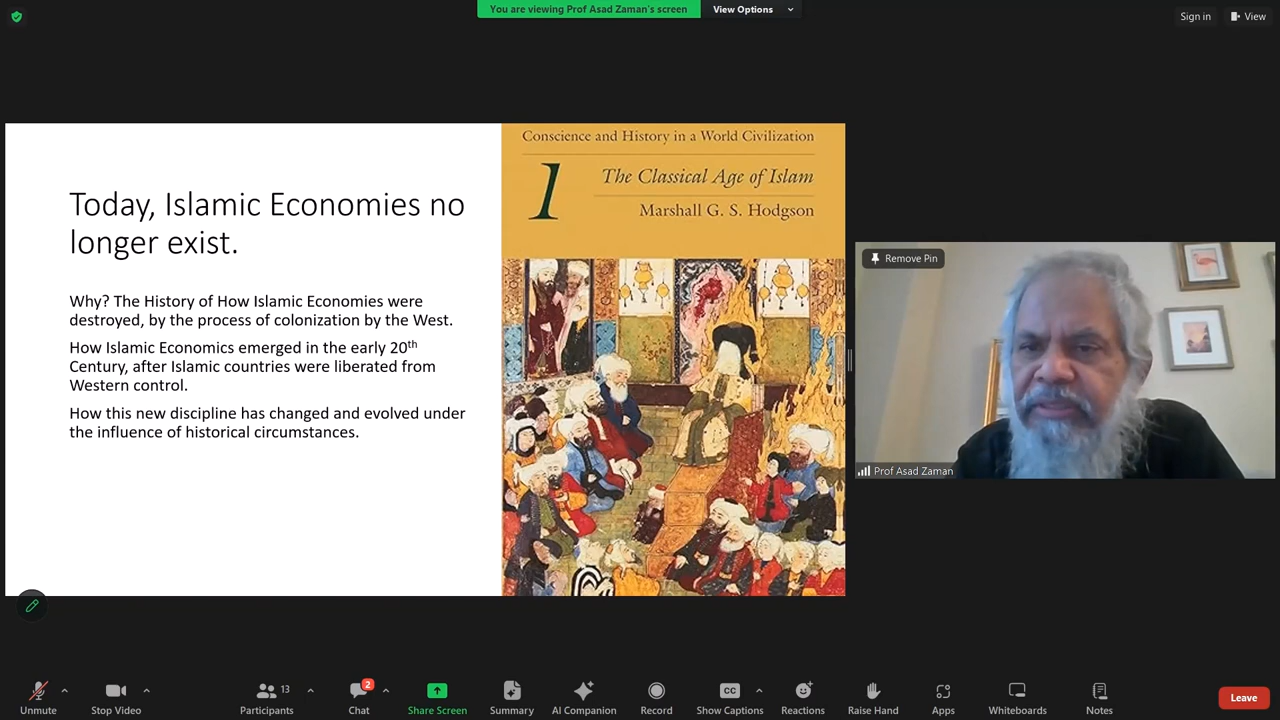 You are viewing Prof Asad Zaman's screen
View Options
Sign in
View
Today, Islamic Economies no
longer exist.
Why? The History of How Islamic Economies were
destroyed, by the process of colonization by the West.
How Islamic Economics emerged in the early 20th
Century, after Islamic countries were liberated from
Western control.
How this new discipline has changed and evolved under
the influence of historical circumstances.
Conscience and History in a World Civilization
1
The Classical Age of Islam
Marshall G. S. Hodgson
Remove Pin
Prof Asad Zaman
Unmute
Stop Video
Participants
13
Chat
2
Share Screen
Summary
AI Companion
Record
CC
Show Captions
Reactions
Raise Hand
Apps
Whiteboards
Notes
Leave